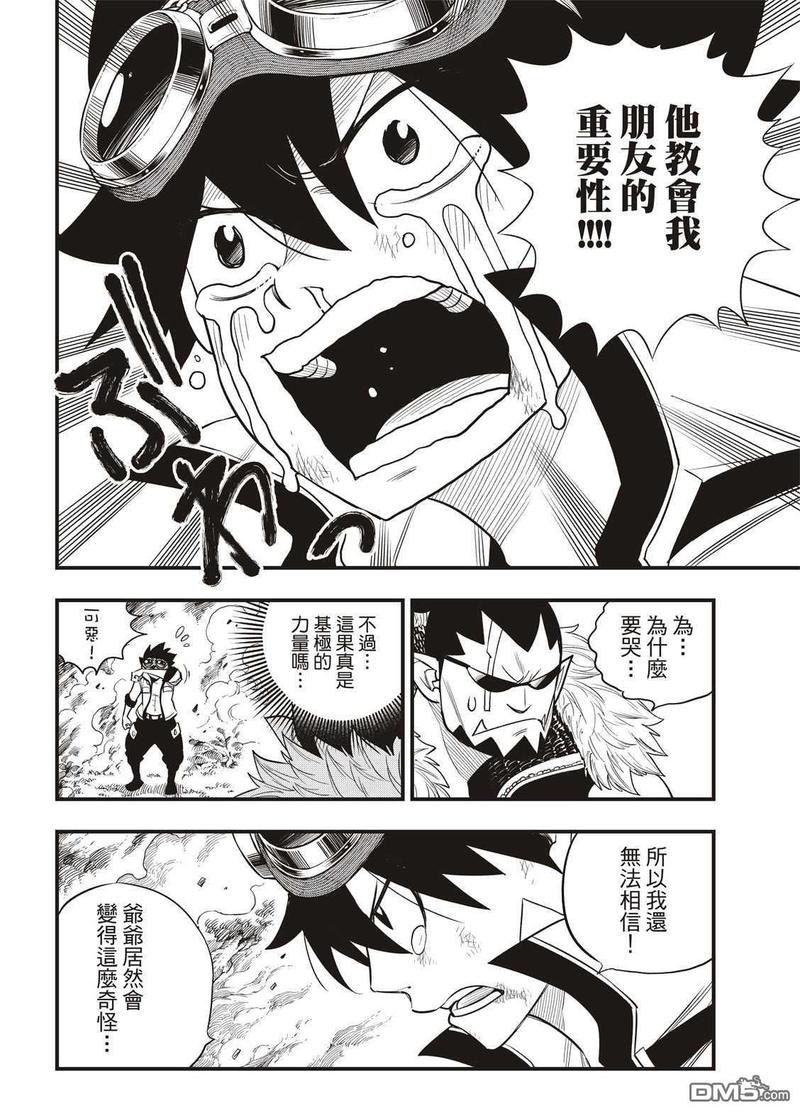 他教會我
朋友的
重要性!!!!
ぶわっ
為…
為什麼
要哭…
不過…
這果真是
基極的
力量嗎…
可惡！
所以我還
無法相信！
爺爺居然會
變得這麼奇怪…
DM5.com